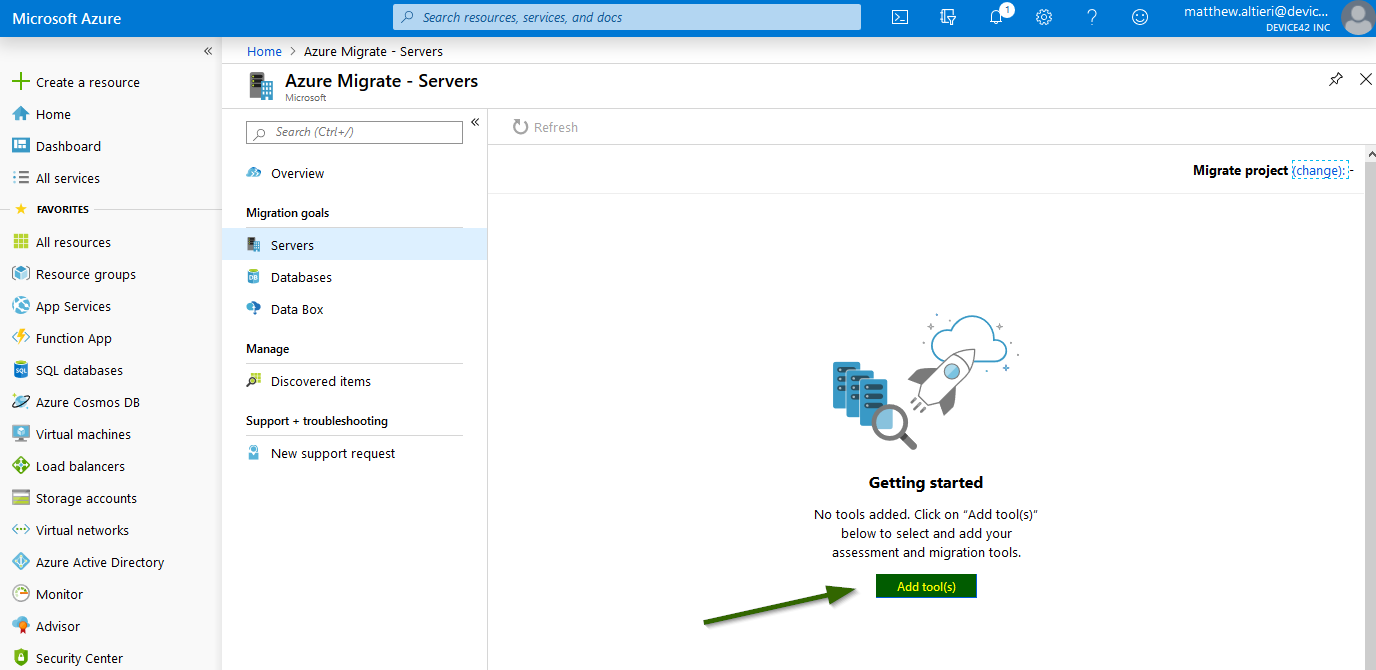 Microsoft Azure
Search resources, services, and docs
1
matthew.altieri@devic...
DEVICE42 INC
Create a resource
Home
Dashboard
All services
FAVORITES
All resources
Resource groups
App Services
Function App
SQL databases
Azure Cosmos DB
Virtual machines
Load balancers
Storage accounts
Virtual networks
Azure Active Directory
Monitor
Advisor
Security Center
Home > Azure Migrate - Servers
Azure Migrate - Servers
Microsoft
Search (Ctrl+/)
Overview
Migration goals
Servers
Databases
Data Box
Manage
Discovered items
Support + troubleshooting
New support request
Refresh
Migrate project (change): -
Getting started
No tools added. Click on “Add tool(s)”
below to select and add your
assessment and migration tools.
Add tool(s)